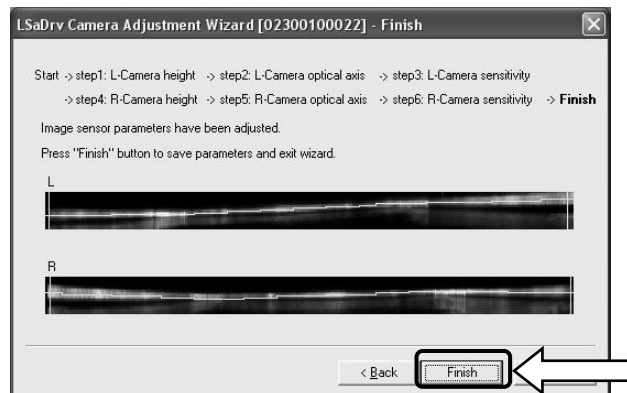 LSaDrv Camera Adjustment Wizard [02300100022] - Finish
Start -> step1: L-Camera height -> step2: L-Camera optical axis -> step3: L-Camera sensitivity
-> step4: R-Camera height -> step5: R-Camera optical axis -> step6: R-Camera sensitivity -> Finish
Image sensor parameters have been adjusted.
Press "Finish" button to save parameters and exit wizard.
L
R
< Back Finish